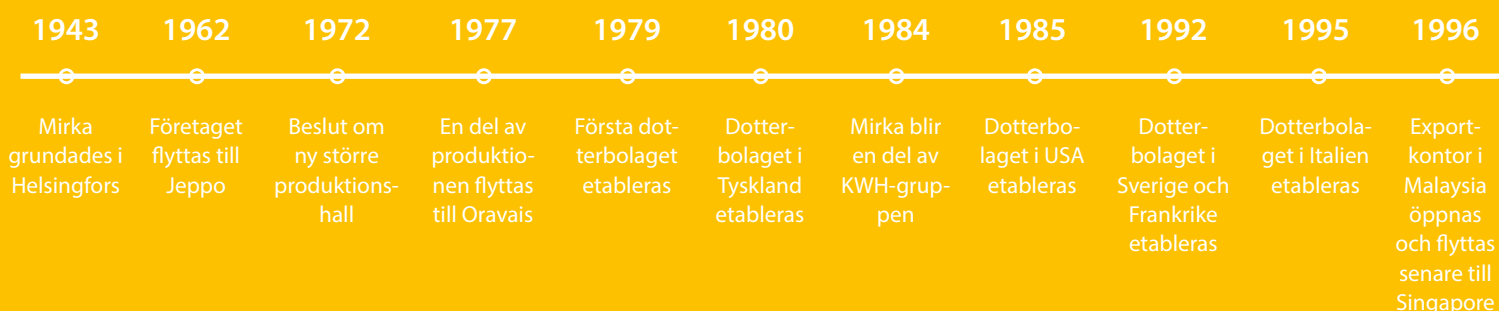 1943
Mirka
grundades i
Helsingfors
1962
Företaget
flyttas till
Jeppo
1972
Beslut om
ny större
produktions-
hall
1977
En del av
produktio-
nen flyttas
till Oravais
1979
Första dot-
terbolaget
etableras
1980
Dotter-
bolaget i
Tyskland
etableras
1984
Mirka blir
en del av
KWH-grup-
pen
1985
Dotterbo-
laget i USA
etableras
1992
Dotter-
bolaget i
Sverige och
Frankrike
etableras
1995
Dotterbola-
get i Italien
etableras
1996
Export-
kontor i
Malaysia
öppnas
och flyttas
senare till
Singapore